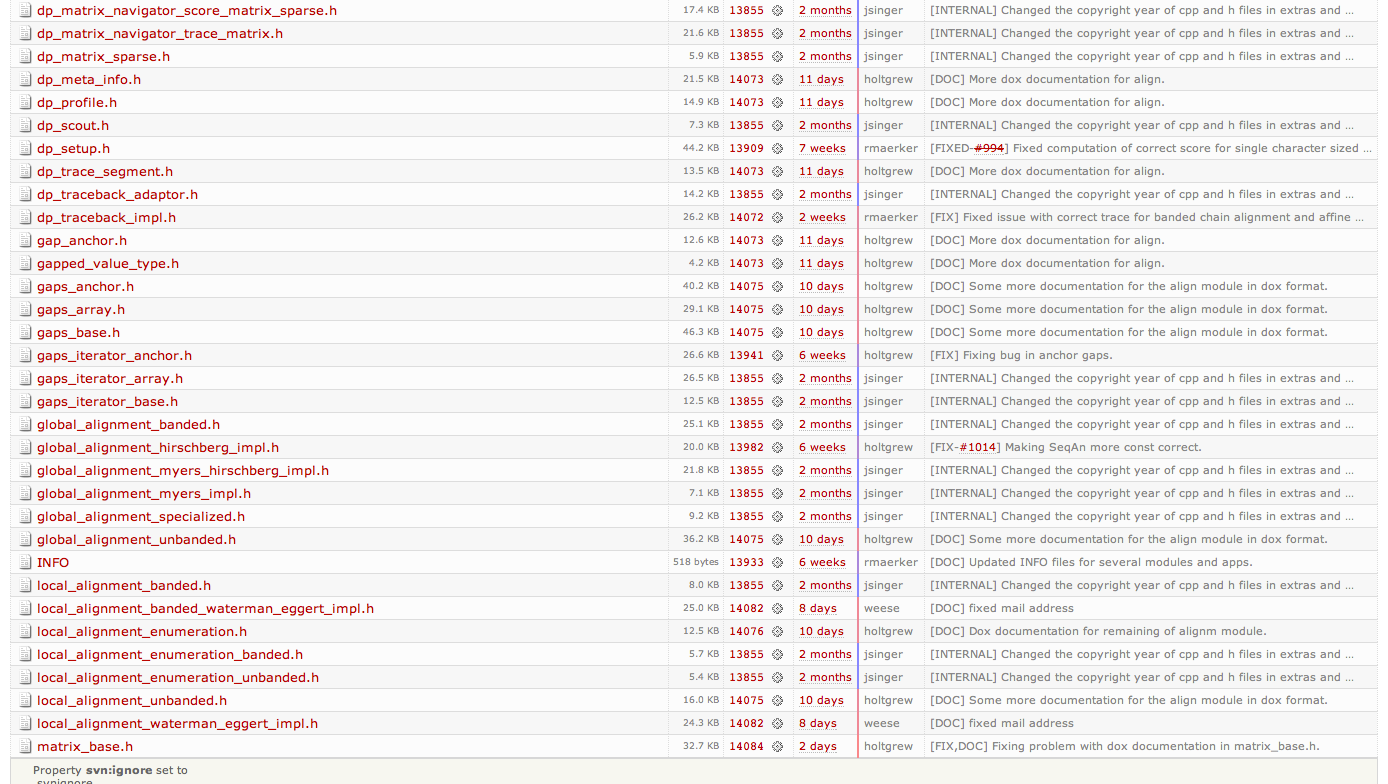 dp_matrix_navigator_score_matrix_sparse.h 17.4 KB 13855 2 months jsinger [INTERNAL] Changed the copyright year of cpp and h files in extras and ...
dp_matrix_navigator_trace_matrix.h 21.6 KB 13855 2 months jsinger [INTERNAL] Changed the copyright year of cpp and h files in extras and ...
dp_matrix_sparse.h 5.9 KB 13855 2 months jsinger [INTERNAL] Changed the copyright year of cpp and h files in extras and ...
dp_meta_info.h 21.5 KB 14073 11 days holtgrew [DOC] More dox documentation for align.
dp_profile.h 14.9 KB 14073 11 days holtgrew [DOC] More dox documentation for align.
dp_scout.h 7.3 KB 13855 2 months jsinger [INTERNAL] Changed the copyright year of cpp and h files in extras and ...
dp_setup.h 44.2 KB 13909 7 weeks rmaerker [FIXED-#994] Fixed computation of correct score for single character sized ...
dp_trace_segment.h 13.5 KB 14073 11 days holtgrew [DOC] More dox documentation for align.
dp_traceback_adaptor.h 14.2 KB 13855 2 months jsinger [INTERNAL] Changed the copyright year of cpp and h files in extras and ...
dp_traceback_impl.h 26.2 KB 14072 2 weeks rmaerker [FIX] Fixed issue with correct trace for banded chain alignment and affine ...
gap_anchor.h 12.6 KB 14073 11 days holtgrew [DOC] More dox documentation for align.
gapped_value_type.h 4.2 KB 14073 11 days holtgrew [DOC] More dox documentation for align.
gaps_anchor.h 40.2 KB 14075 10 days holtgrew [DOC] Some more documentation for the align module in dox format.
gaps_array.h 29.1 KB 14075 10 days holtgrew [DOC] Some more documentation for the align module in dox format.
gaps_base.h 46.3 KB 14075 10 days holtgrew [DOC] Some more documentation for the align module in dox format.
gaps_iterator_anchor.h 26.6 KB 13941 6 weeks holtgrew [FIX] Fixing bug in anchor gaps.
gaps_iterator_array.h 26.5 KB 13855 2 months jsinger [INTERNAL] Changed the copyright year of cpp and h files in extras and ...
gaps_iterator_base.h 12.5 KB 13855 2 months jsinger [INTERNAL] Changed the copyright year of cpp and h files in extras and ...
global_alignment_banded.h 25.1 KB 13855 2 months jsinger [INTERNAL] Changed the copyright year of cpp and h files in extras and ...
global_alignment_hirschberg_impl.h 20.0 KB 13982 6 weeks holtgrew [FIX-#1014] Making SeqAn more const correct.
global_alignment_myers_hirschberg_impl.h 21.8 KB 13855 2 months jsinger [INTERNAL] Changed the copyright year of cpp and h files in extras and ...
global_alignment_myers_impl.h 7.1 KB 13855 2 months jsinger [INTERNAL] Changed the copyright year of cpp and h files in extras and ...
global_alignment_specialized.h 9.2 KB 13855 2 months jsinger [INTERNAL] Changed the copyright year of cpp and h files in extras and ...
global_alignment_unbanded.h 36.2 KB 14075 10 days holtgrew [DOC] Some more documentation for the align module in dox format.
INFO 518 bytes 13933 6 weeks rmaerker [DOC] Updated INFO files for several modules and apps.
local_alignment_banded.h 8.0 KB 13855 2 months jsinger [INTERNAL] Changed the copyright year of cpp and h files in extras and ...
local_alignment_banded_waterman_eggert_impl.h 25.0 KB 14082 8 days weese [DOC] fixed mail address
local_alignment_enumeration.h 12.5 KB 14076 10 days holtgrew [DOC] Dox documentation for remaining of alignm module.
local_alignment_enumeration_banded.h 5.7 KB 13855 2 months jsinger [INTERNAL] Changed the copyright year of cpp and h files in extras and ...
local_alignment_enumeration_unbanded.h 5.4 KB 13855 2 months jsinger [INTERNAL] Changed the copyright year of cpp and h files in extras and ...
local_alignment_unbanded.h 16.0 KB 14075 10 days holtgrew [DOC] Some more documentation for the align module in dox format.
local_alignment_waterman_eggert_impl.h 24.3 KB 14082 8 days weese [DOC] fixed mail address
matrix_base.h 32.7 KB 14084 2 days holtgrew [FIX,DOC] Fixing problem with dox documentation in matrix_base.h.
Property svn:ignore set to
svnignore